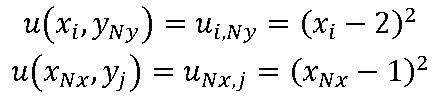 u(x_i, y_{Ny}) = u_{i,Ny} = (x_i − 2)²
u(x_{Nx}, y_j) = u_{Nx,j} = (x_{Nx} − 1)²